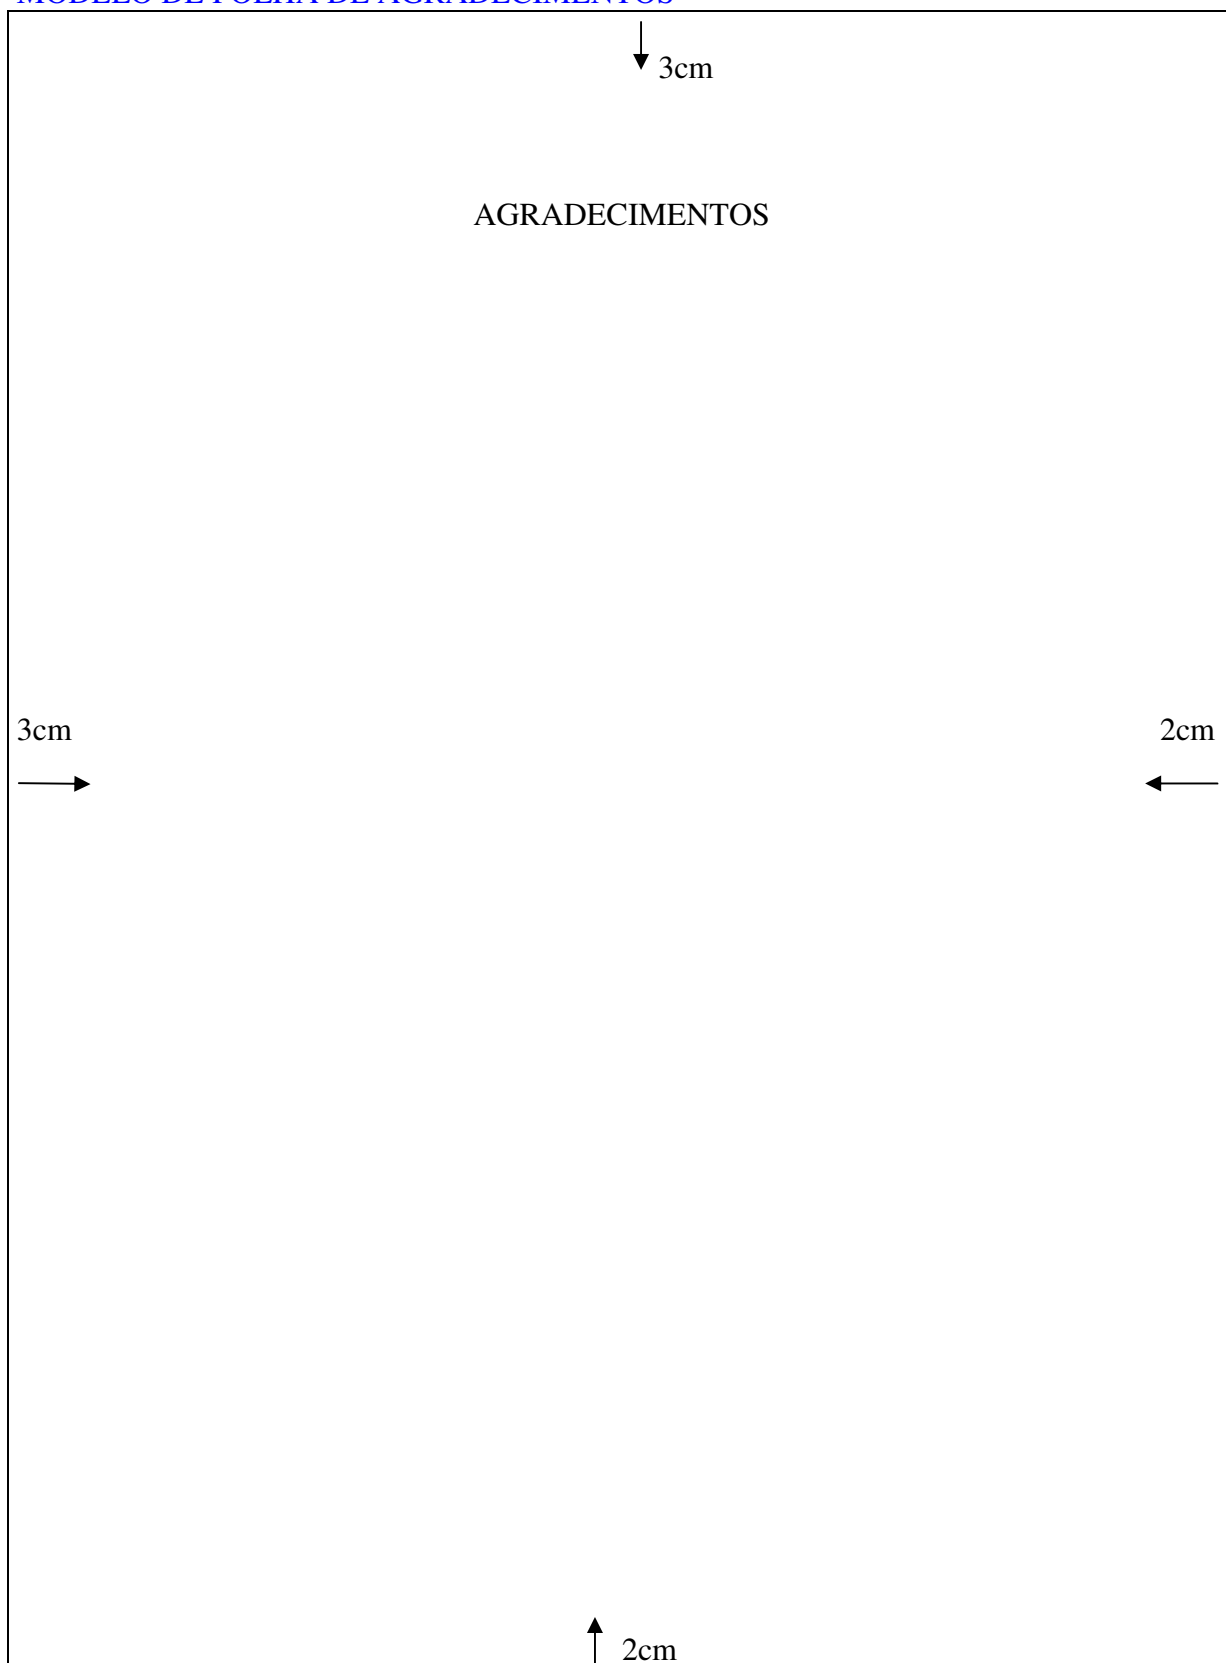 MODELO DE FOLHA DE AGRADECIMENTOS
3cm
AGRADECIMENTOS
3cm
2cm
2cm